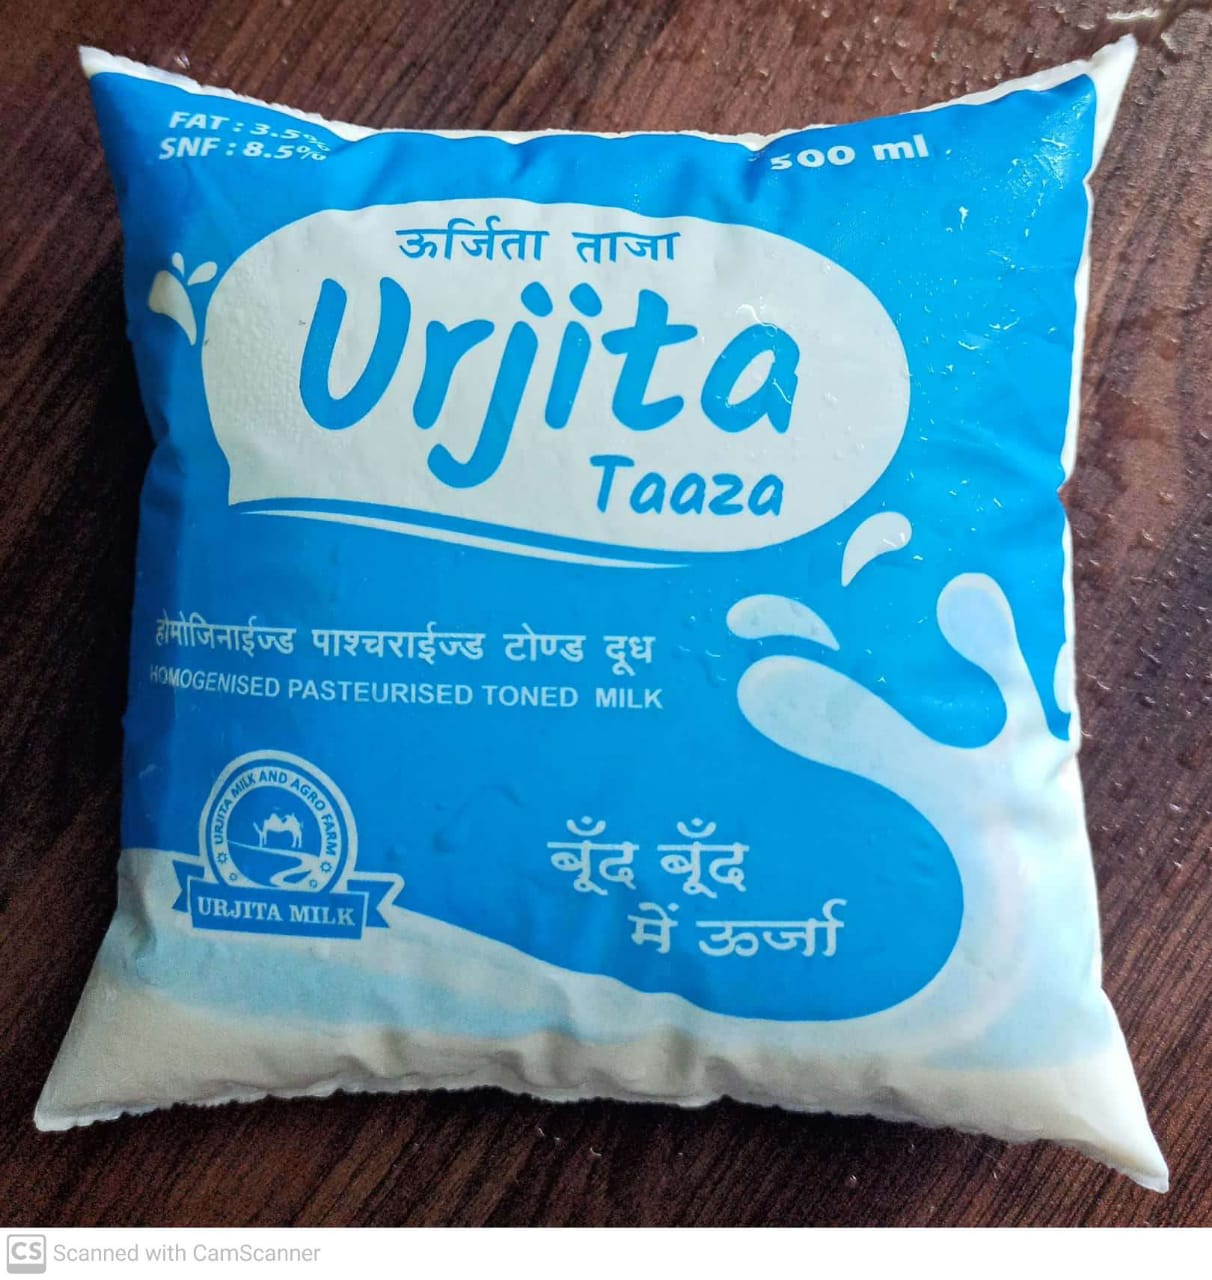 FAT : 3.5%
SNF : 8.5%
500 ml
ऊर्जिता ताजा
Urjita
Taaza
होमोजिनाईज्ड पाश्चराईज्ड टोण्ड दूध
HOMOGENISED PASTEURISED TONED MILK
URJITA MILK AND AGRO FARM
URJITA MILK
बूँद बूँद
में ऊर्जा
CS Scanned with CamScanner